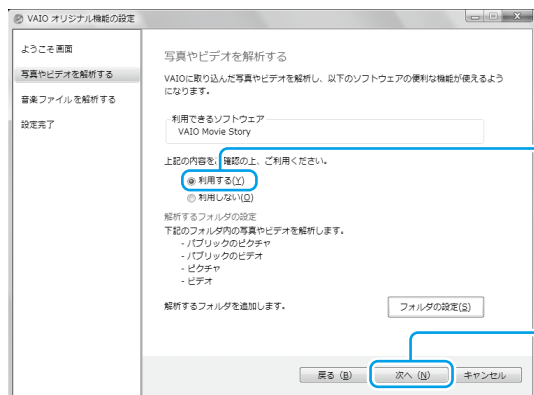 VAIO オリジナル機能の設定
ようこそ画面
写真やビデオを解析する
音楽ファイルを解析する
設定完了
写真やビデオを解析する
VAIOに取り込んだ写真やビデオを解析し、以下のソフトウェアの便利な機能が使えるよう
になります。
利用できるソフトウェア
VAIO Movie Story
上記の内容を、確認の上、ご利用ください。
利用する(Y)
利用しない(O)
解析するフォルダの設定
下記のフォルダ内の写真やビデオを解析します。
- パブリックのピクチャ
- パブリックのビデオ
- ピクチャ
- ビデオ
解析するフォルダを追加します。
フォルダの設定(S)
戻る (B)
次へ (N)
キャンセル